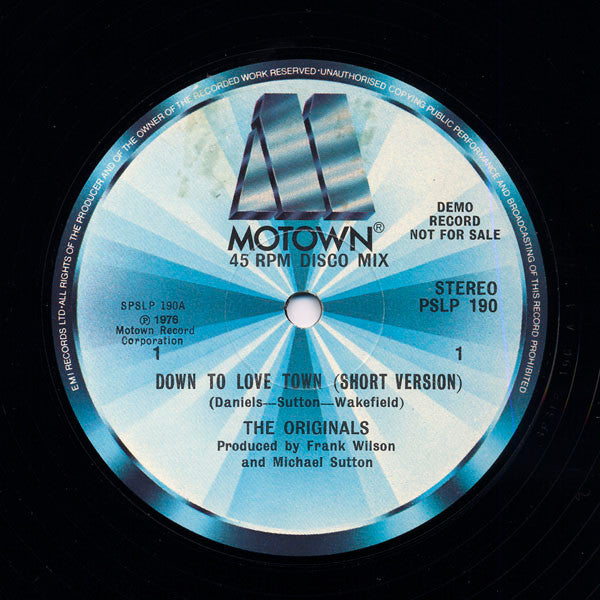 EMI RECORDS LTD·ALL RIGHTS OF THE PRODUCER AND OF THE OWNER OF THE RECORDED WORK RESERVED·UNAUTHORISED COPYING PUBLIC PERFORMANCE AND BROADCASTING OF THIS RECORD PROHIBITED
M
MOTOWN®
45 RPM DISCO MIX
DEMO
RECORD
NOT FOR SALE
STEREO
PSLP 190
SPSLP 190A
℗ 1976
Motown Record
Corporation
1
1
DOWN TO LOVE TOWN (SHORT VERSION)
(Daniels—Sutton—Wakefield)
THE ORIGINALS
Produced by Frank Wilson
and Michael Sutton